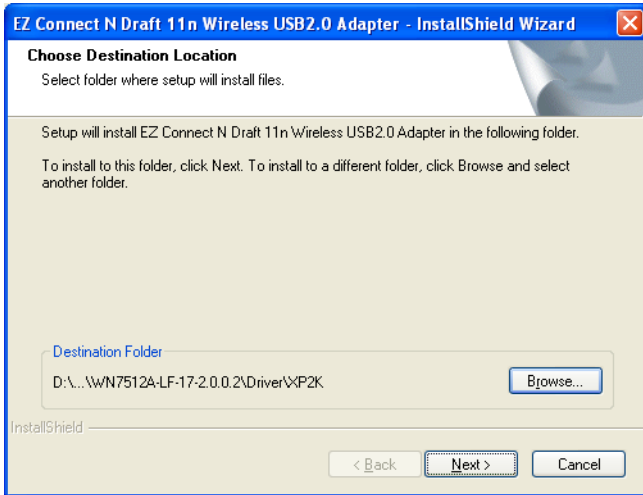 EZ Connect N Draft 11n Wireless USB2.0 Adapter - InstallShield Wizard
Choose Destination Location
Select folder where setup will install files.
Setup will install EZ Connect N Draft 11n Wireless USB2.0 Adapter in the following folder.
To install to this folder, click Next. To install to a different folder, click Browse and select
another folder.
Destination Folder
D:\...\WN7512A-LF-17-2.0.0.2\Driver\XP2K
Browse...
InstallShield
< Back
Next >
Cancel